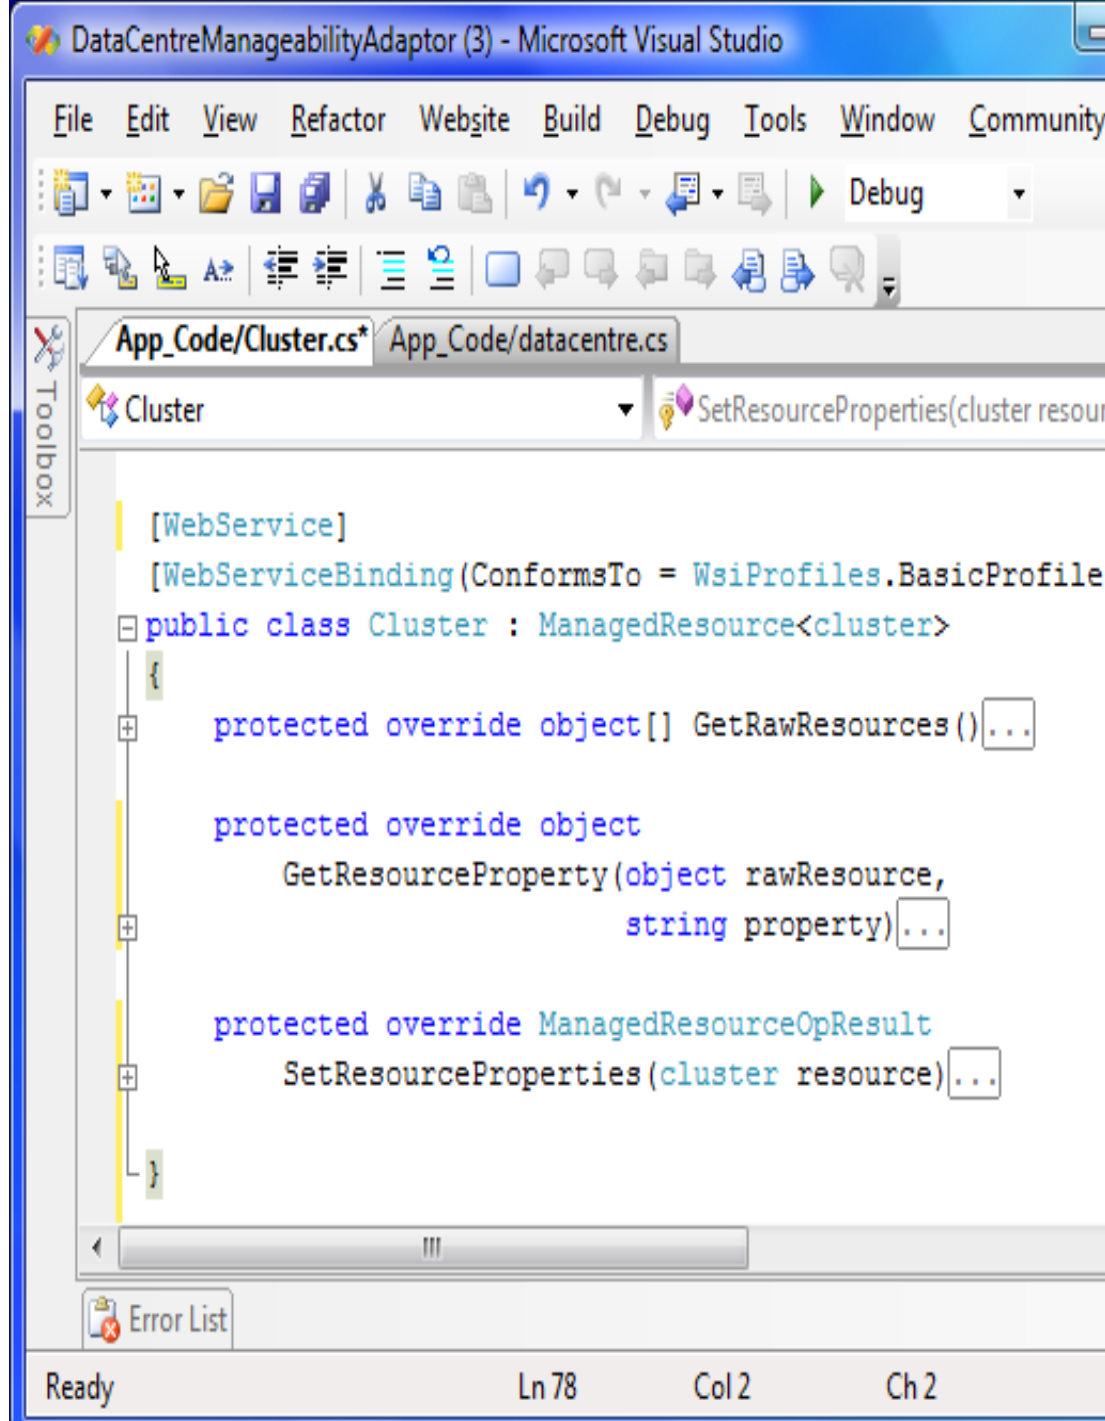 DataCentreManageabilityAdaptor (3) - Microsoft Visual Studio
File Edit View Refactor Website Build Debug Tools Window Community
Debug
App_Code/Cluster.cs* App_Code/datacentre.cs
Toolbox
Cluster SetResourceProperties(cluster resour
[WebService]
[WebServiceBinding(ConformsTo = WsiProfiles.BasicProfile
public class Cluster : ManagedResource<cluster>
{
protected override object[] GetRawResources()...
protected override object
GetResourceProperty(object rawResource,
string property)...
protected override ManagedResourceOpResult
SetResourceProperties(cluster resource)...
}
Error List
Ready Ln 78 Col 2 Ch 2